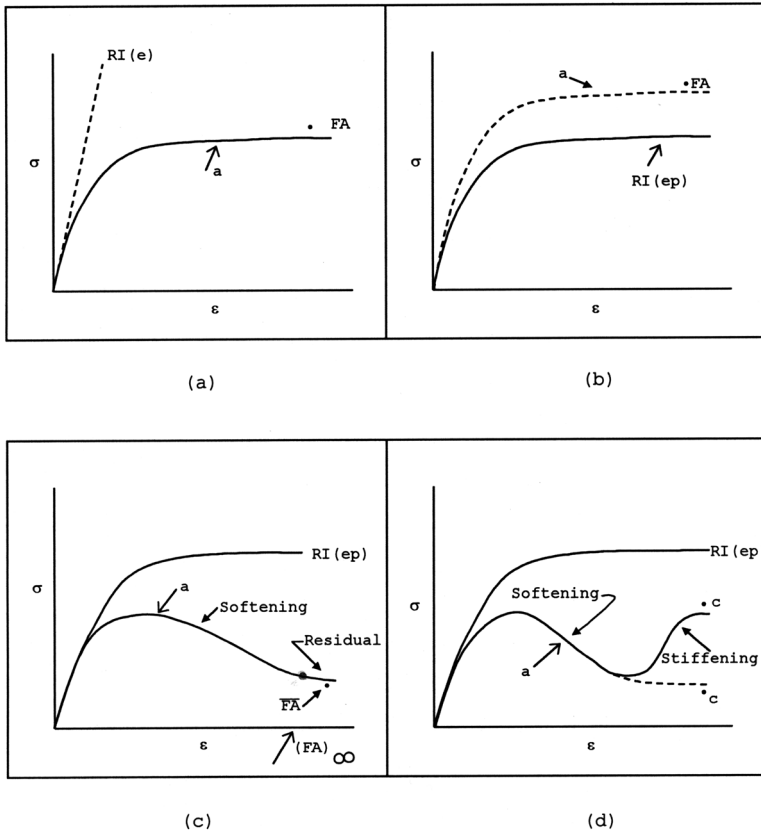 RI(e)
FA
a
σ
ε
(a)
a
FA
RI(ep)
σ
ε
(b)
RI(ep)
a
Softening
Residual
FA
(FA)
∞
σ
ε
(c)
RI(ep
Softening
c
Stiffening
a
c
σ
ε
(d)